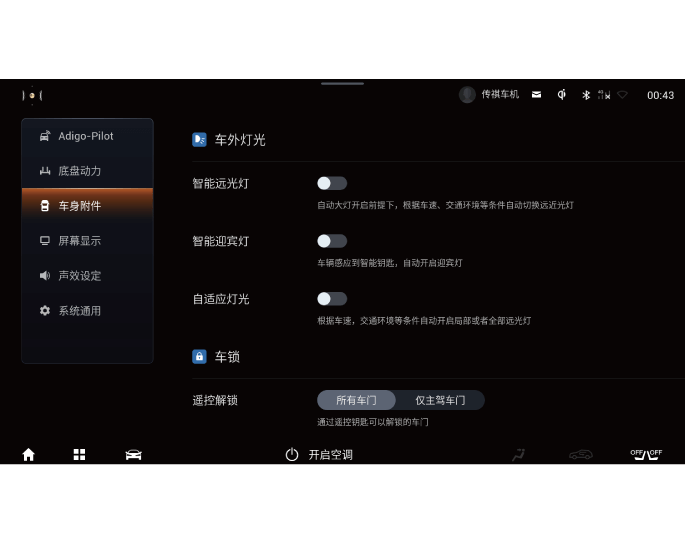 传祺车机
00:43
Adigo-Pilot
底盘动力
车身附件
屏幕显示
声效设定
系统通用
车外灯光
智能远光灯
自动大灯开启前提下，根据车速、交通环境等条件自动切换远近光灯
智能迎宾灯
车辆感应到智能钥匙，自动开启迎宾灯
自适应灯光
根据车速，交通环境等条件自动开启局部或者全部远光灯
车锁
遥控解锁
所有车门 仅主驾车门
通过遥控钥匙可以解锁的车门
开启空调
OFF OFF